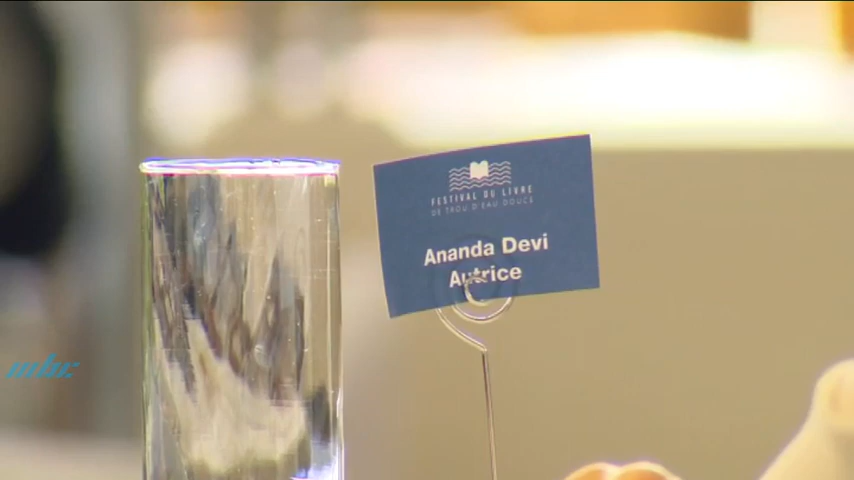 FESTIVAL DU LIVRE
DE TROU D'EAU DOUCE
Ananda Devi
Autrice
mbc